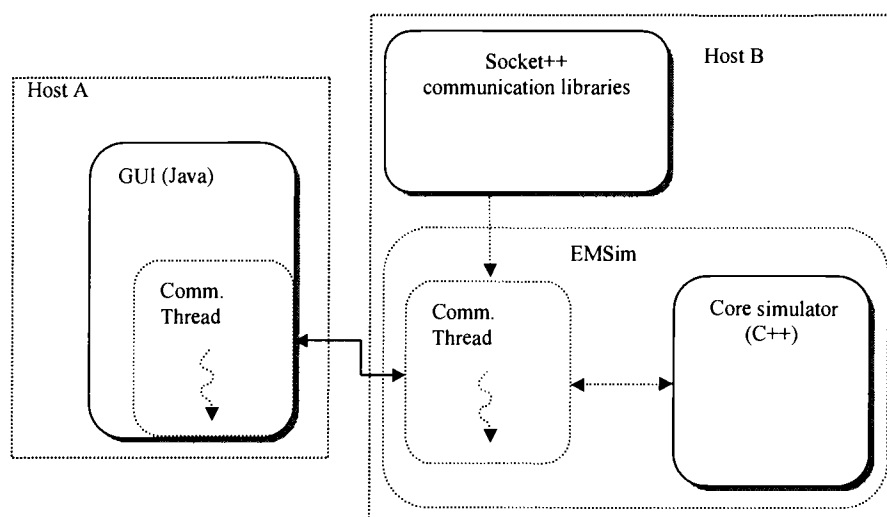 Host A
GUI (Java)
Comm.
Thread
Socket++
communication libraries
Host B
EMSim
Comm.
Thread
Core simulator
(C++)